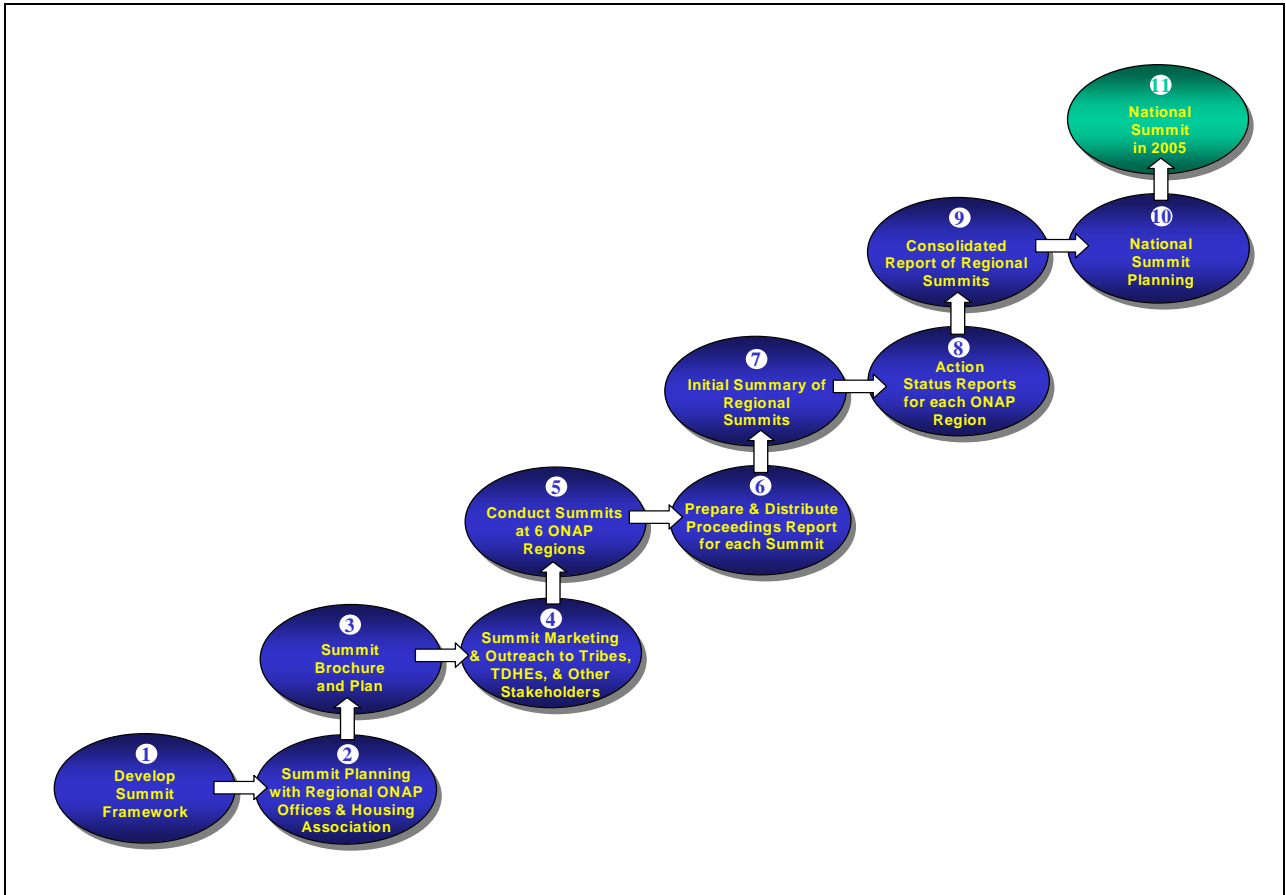 1
Develop
Summit
Framework
2
Summit Planning
with Regional ONAP
Offices & Housing
Association
3
Summit
Brochure
and Plan
4
Summit Marketing
& Outreach to Tribes,
TDHEs, & Other
Stakeholders
5
Conduct Summits
at 6 ONAP
Regions
6
Prepare & Distribute
Proceedings Report
for each Summit
7
Initial Summary of
Regional
Summits
8
Action
Status Reports
for each ONAP
Region
9
Consolidated
Report of Regional
Summits
10
National
Summit
Planning
11
National
Summit
in 2005